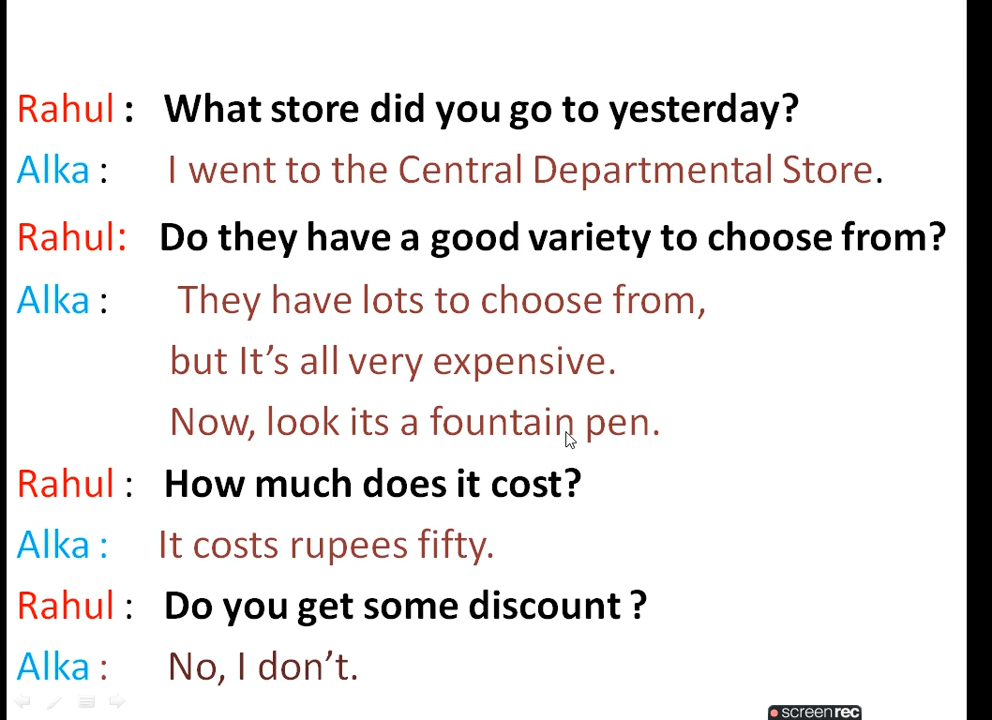 Rahul : What store did you go to yesterday?
Alka : I went to the Central Departmental Store.
Rahul: Do they have a good variety to choose from?
Alka : They have lots to choose from,
but It’s all very expensive.
Now, look its a fountain pen.
Rahul : How much does it cost?
Alka : It costs rupees fifty.
Rahul : Do you get some discount ?
Alka : No, I don’t.
screenrec